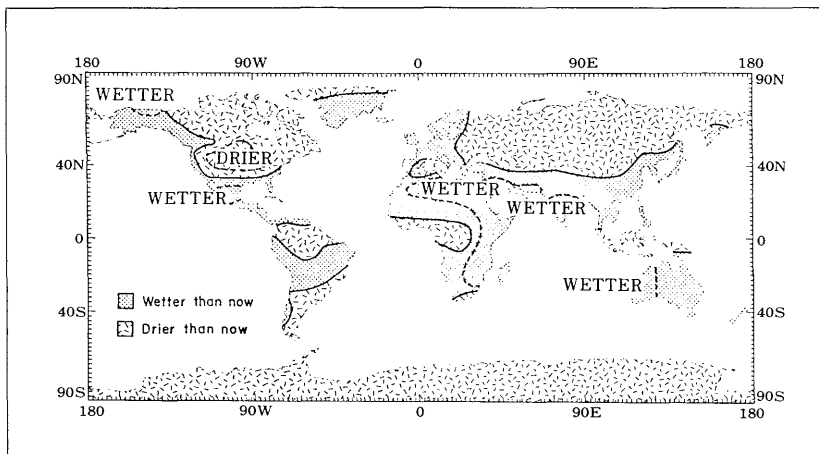 180 90W 0 90E 180
90N 90N
WETTER
40N DRIER 40N
WETTER WETTER WETTER
0 0
WETTER
Wetter than now
40S 40S
Drier than now
90S 90S
180 90W 0 90E 180